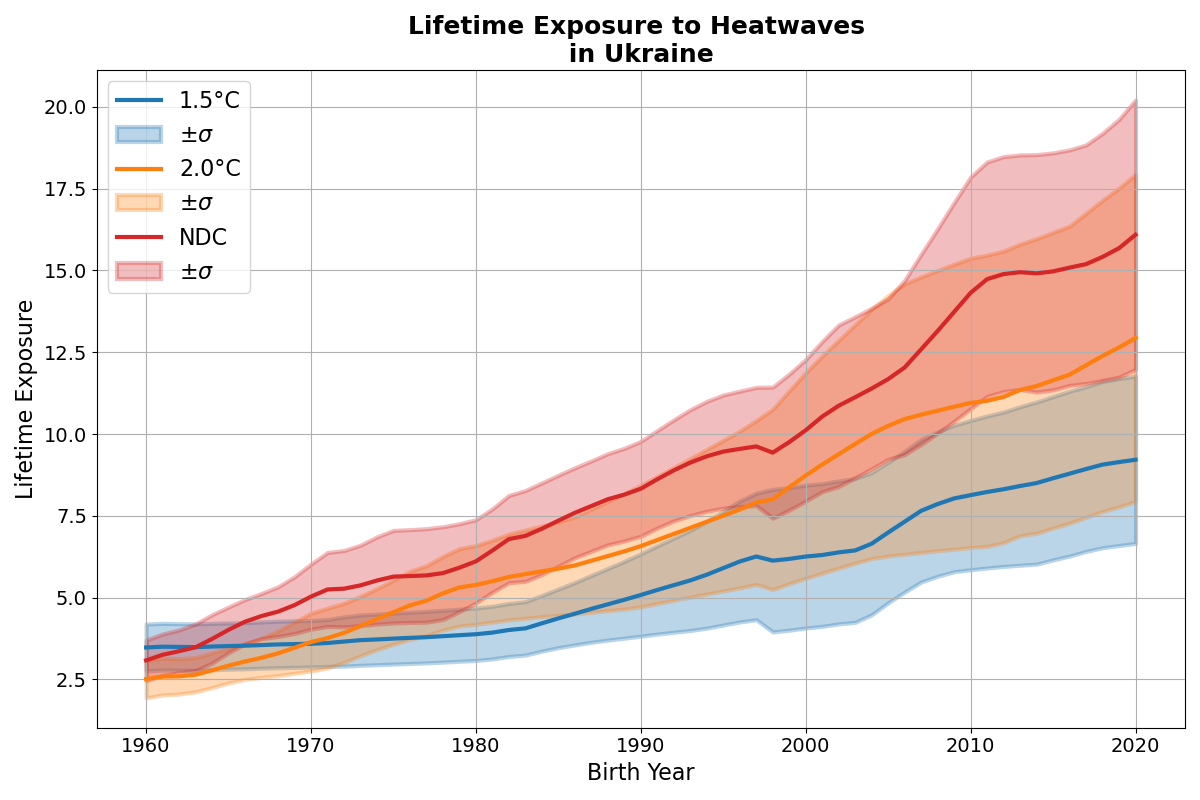 Lifetime Exposure to Heatwaves
in Ukraine
1.5°C
±σ
2.0°C
±σ
NDC
±σ
Lifetime Exposure
20.0
17.5
15.0
12.5
10.0
7.5
5.0
2.5
1960
1970
1980
1990
2000
2010
2020
Birth Year